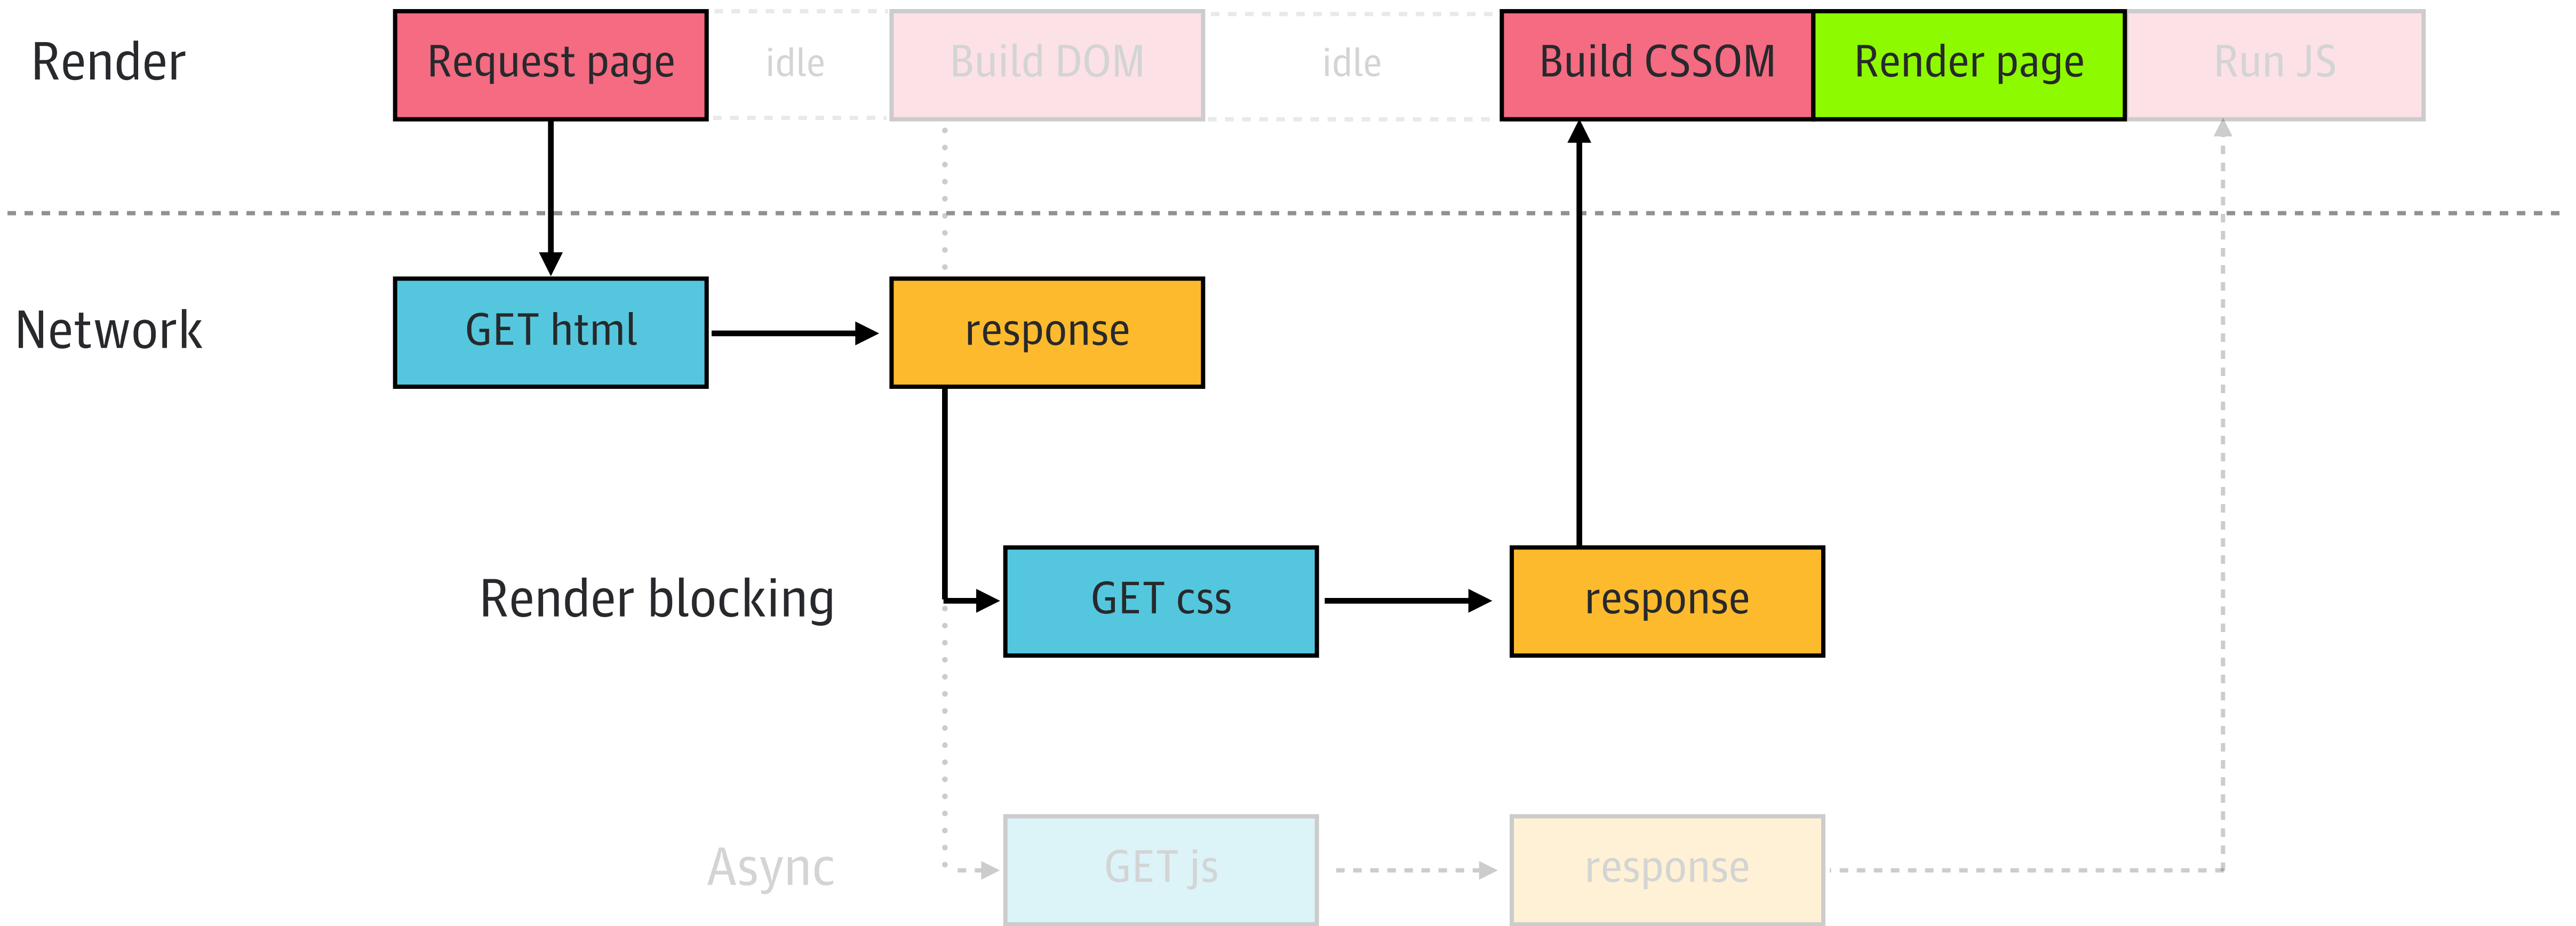 Render
Request page
idle
Build DOM
idle
Build CSSOM
Render page
Run JS
Network
GET html
response
Render blocking
GET css
response
Async
GET js
response